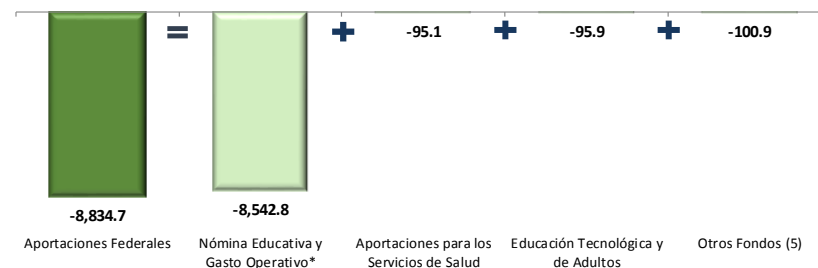 = + -95.1 + -95.9 + -100.9
-8,834.7 -8,542.8
Aportaciones Federales
Nómina Educativa y
Gasto Operativo*
Aportaciones para los
Servicios de Salud
Educación Tecnológica y
de Adultos
Otros Fondos (5)